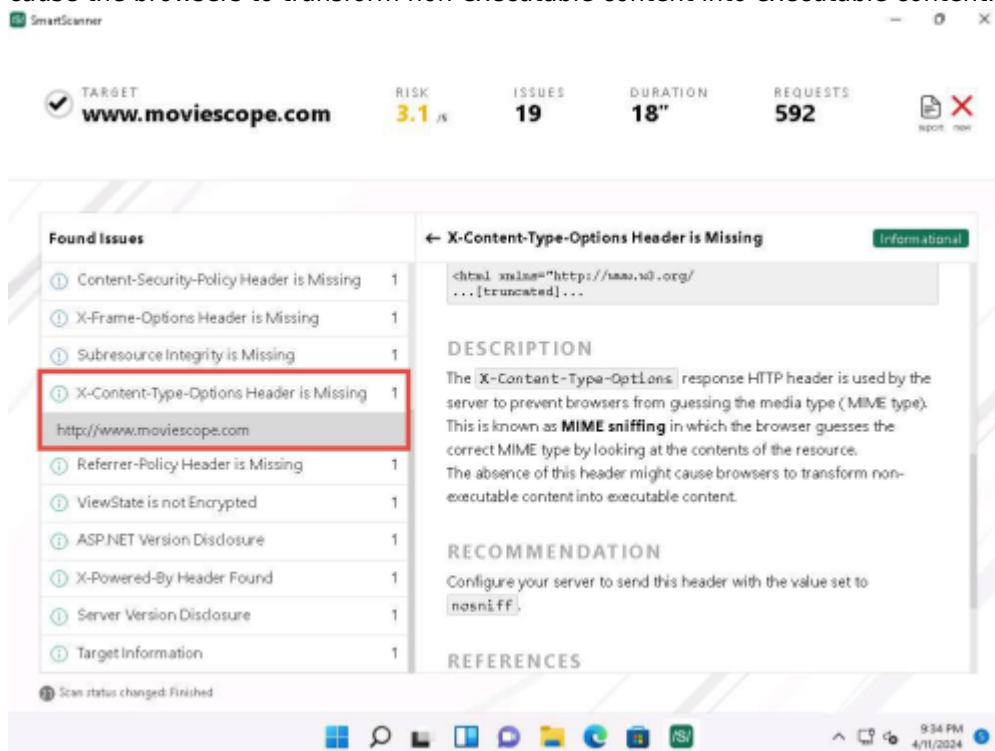 cause the browsers to transform non-executable content into executable content.
SmartScanner
TARGET
www.moviescope.com
RISK
3.1 /5
ISSUES
19
DURATION
18"
REQUESTS
592
report new
Found Issues
Content-Security-Policy Header is Missing 1
X-Frame-Options Header is Missing 1
Subresource Integrity is Missing 1
X-Content-Type-Options Header is Missing 1
http://www.moviescope.com
Referrer-Policy Header is Missing 1
ViewState is not Encrypted 1
ASP.NET Version Disclosure 1
X-Powered-By Header Found 1
Server Version Disclosure 1
Target Information 1
← X-Content-Type-Options Header is Missing
Informational
<html xmlns="http://www.w3.org/
...[truncated]...
DESCRIPTION
The X-Content-Type-Options response HTTP header is used by the
server to prevent browsers from guessing the media type ( MIME type).
This is known as MIME sniffing in which the browser guesses the
correct MIME type by looking at the contents of the resource.
The absence of this header might cause browsers to transform non-
executable content into executable content.
RECOMMENDATION
Configure your server to send this header with the value set to
nosniff.
REFERENCES
Scan status changed: Finished
/S/
9:34 PM
4/11/2024